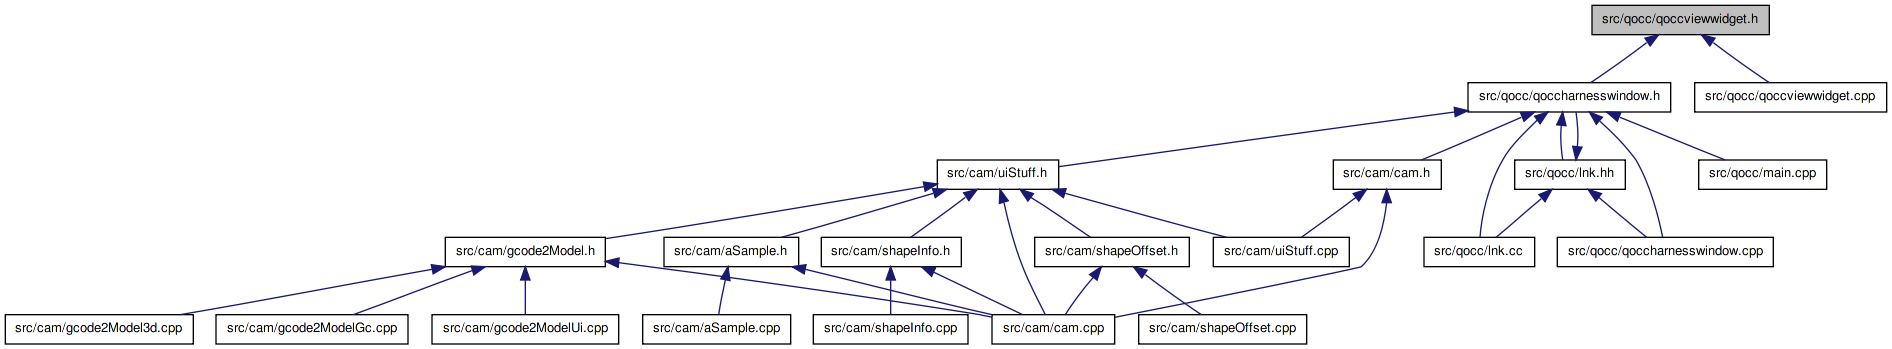 src/qocc/qoccviewwidget.h
src/qocc/qoccharnesswindow.h
src/qocc/qoccviewwidget.cpp
src/cam/uiStuff.h
src/cam/cam.h
src/qocc/lnk.hh
src/qocc/main.cpp
src/cam/gcode2Model.h
src/cam/aSample.h
src/cam/shapeInfo.h
src/cam/shapeOffset.h
src/cam/uiStuff.cpp
src/qocc/lnk.cc
src/qocc/qoccharnesswindow.cpp
src/cam/gcode2Model3d.cpp
src/cam/gcode2ModelGc.cpp
src/cam/gcode2ModelUi.cpp
src/cam/aSample.cpp
src/cam/shapeInfo.cpp
src/cam/cam.cpp
src/cam/shapeOffset.cpp